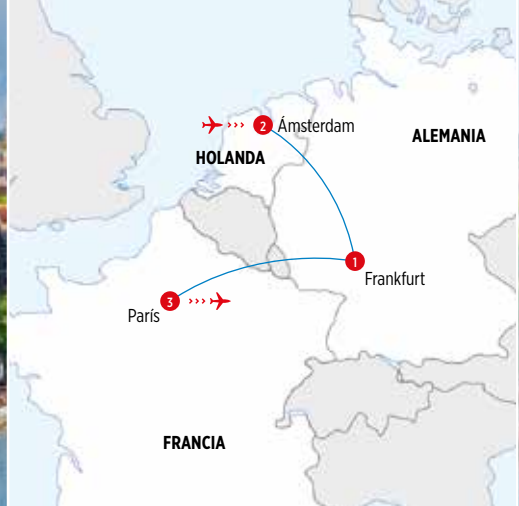 2 Ámsterdam
ALEMANIA
HOLANDA
1
Frankfurt
3
París
FRANCIA